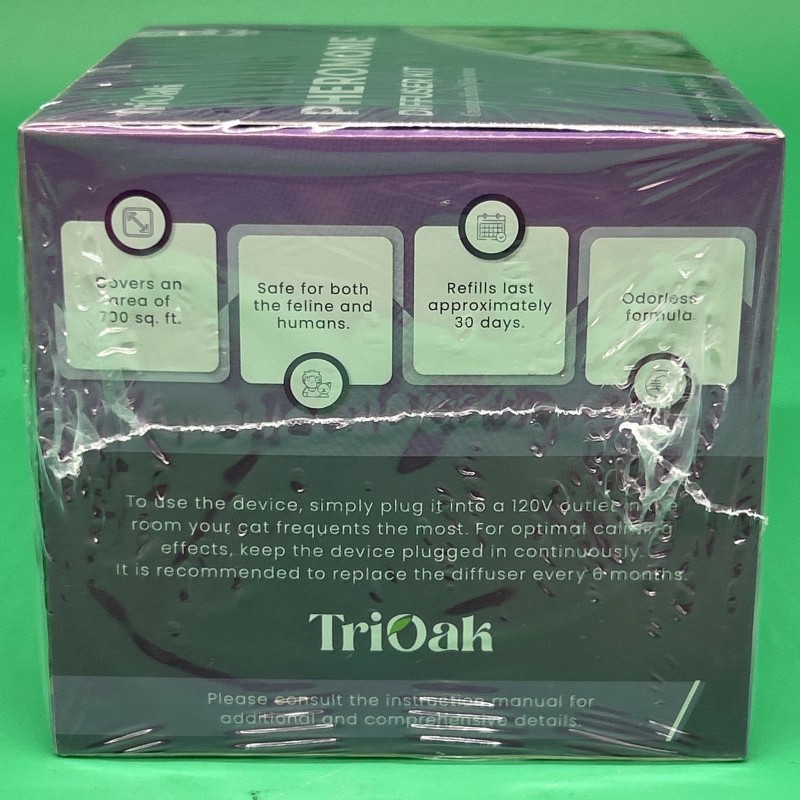 TriOak
PHEROMONE
DIFFUSER KIT
Covers an
area of
700 sq. ft.
Safe for both
the feline and
humans.
Refills last
approximately
30 days.
Odorless
formula.
To use the device, simply plug it into a 120V outlet in the
room your cat frequents the most. For optimal calming
effects, keep the device plugged in continuously.
It is recommended to replace the diffuser every 6 months.
TriOak
Please consult the instruction manual for
additional and comprehensive details.